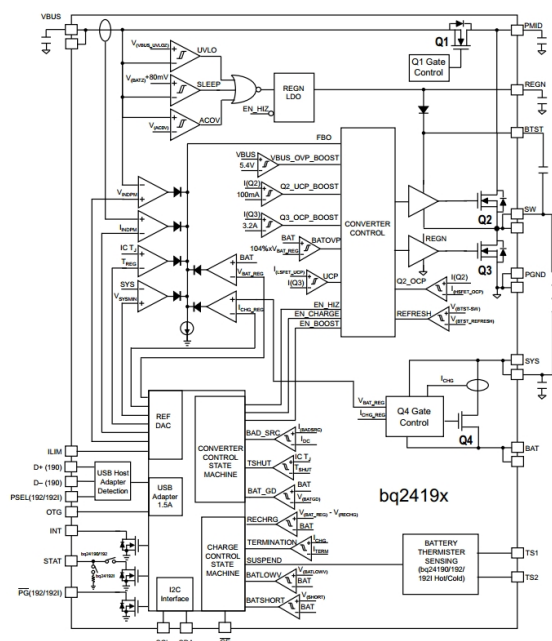 VBUS
PMID
Q1
V(VBUS_UVLOZ)
UVLO
Q1 Gate
Control
V(BATZ)+80mV
SLEEP
REGN
LDO
REGN
EN_HIZ
ACOV
V(ACOV)
BTST
FBO
VBUS
5.4V
VBUS_OVP_BOOST
I(Q2)
100mA
Q2_UCP_BOOST
VINDPM
I(Q3)
3.2A
Q3_OCP_BOOST
CONVERTER
CONTROL
SW
Q2
IINDPM
BAT
104%xVBAT_REG
BATOVP
REGN
IC TJ
TREG
BAT
VBAT_REG
I(LSFET_UCP)
I(Q3)
UCP
Q3
PGND
Q2_OCP
I(Q2)
I(HSFET_OCP)
SYS
VSYSMIN
ICHG_REG
EN_HIZ
EN_CHARGE
EN_BOOST
REFRESH
V(BTST-SW)
V(BTST_REFRESH)
SYS
ICHG
VBAT_REG
ICHG_REG
Q4 Gate
Control
Q4
REF
DAC
BAD_SRC
I(BADSRC)
IDC
BAT
ILIM
CONVERTER
CONTROL
STATE
MACHINE
TSHUT
IC TJ
TSHUT
D+ (190)
D– (190)
PSEL(192/192I)
USB Host
Adapter
Detection
USB
Adapter
1.5A
BAT_GD
BAT
V(BATGD)
bq2419x
OTG
RECHRG
V(BAT_REG) - V(RECHG)
BAT
INT
CHARGE
CONTROL
STATE
MACHINE
TERMINATION
ICHG
ITERM
SUSPEND
STAT
bq24190/192
bq24192I
BATLOWV
V(BATLOWV)
BAT
BATTERY
THERMISTER
SENSING
(bq24190/192/
192I Hot/Cold)
TS1
TS2
PG(192/192I)
I2C
Interface
BATSHORT
V(SHORT)
BAT